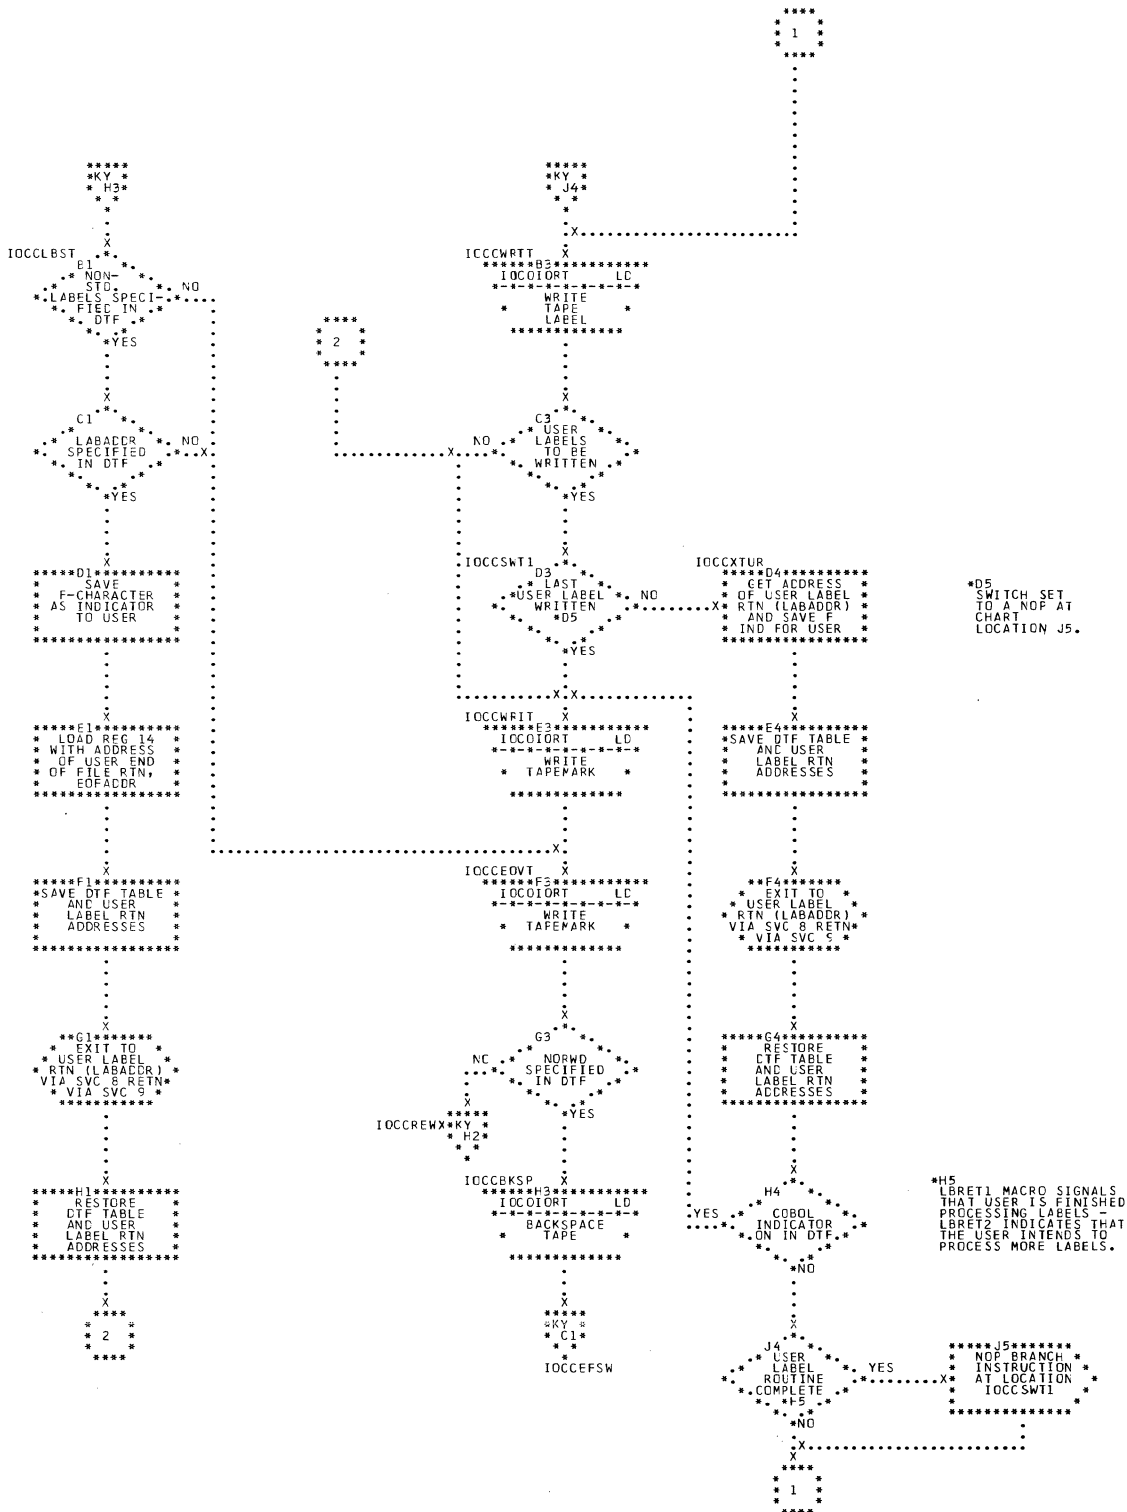 1
KY
H3
KY
J4
IOCCLBST
B1
NON-
STD.
LABELS SPECI-
FIED IN
DTF
NO
YES
ICCCWRTT
B3
IOCOIORT LD
WRITE
TAPE
LABEL
2
C1
LABADDR
SPECIFIED
IN DTF
NO
YES
C3
USER
LABELS
TO BE
WRITTEN
NO
YES
D1
SAVE
F-CHARACTER
AS INDICATOR
TO USER
IOCCSWT1
D3
LAST
USER LABEL
WRITTEN
*D5
NO
YES
IOCCXTUR
D4
GET ADDRESS
OF USER LABEL
RTN (LABADDR)
AND SAVE F
IND FOR USER
*D5
SWITCH SET
TO A NOP AT
CHART
LOCATION J5.
E1
LOAD REG 14
WITH ADDRESS
OF USER END
OF FILE RTN,
EOFADDR
IOCCWRIT
E3
IOCOIORT LD
WRITE
TAPEMARK
E4
SAVE DTF TABLE
AND USER
LABEL RTN
ADDRESSES
F1
SAVE DTF TABLE
AND USER
LABEL RTN
ADDRESSES
IOCCEOVT
F3
IOCOIORT LD
WRITE
TAPEMARK
F4
EXIT TO
USER LABEL
RTN (LABADDR)
VIA SVC 8 RETN
VIA SVC 9
G1
EXIT TO
USER LABEL
RTN (LABADDR)
VIA SVC 8 RETN
VIA SVC 9
G3
NORWD
SPECIFIED
IN DTF
NO
YES
G4
RESTORE
DTF TABLE
AND USER
LABEL RTN
ADDRESSES
IOCCREWX
KY
H2
H1
RESTORE
DTF TABLE
AND USER
LABEL RTN
ADDRESSES
IOCCBKSP
H3
IOCOIORT LD
BACKSPACE
TAPE
H4
COBOL
INDICATOR
ON IN DTF
YES
NO
*H5
LBRET1 MACRO SIGNALS
THAT USER IS FINISHED
PROCESSING LABELS -
LBRET2 INDICATES THAT
THE USER INTENDS TO
PROCESS MORE LABELS.
2
KY
C1
IOCCEFSW
J4
USER
LABEL
ROUTINE
COMPLETE
*H5
YES
NO
J5
NOP BRANCH
INSTRUCTION
AT LOCATION
IOCCSWT1
1